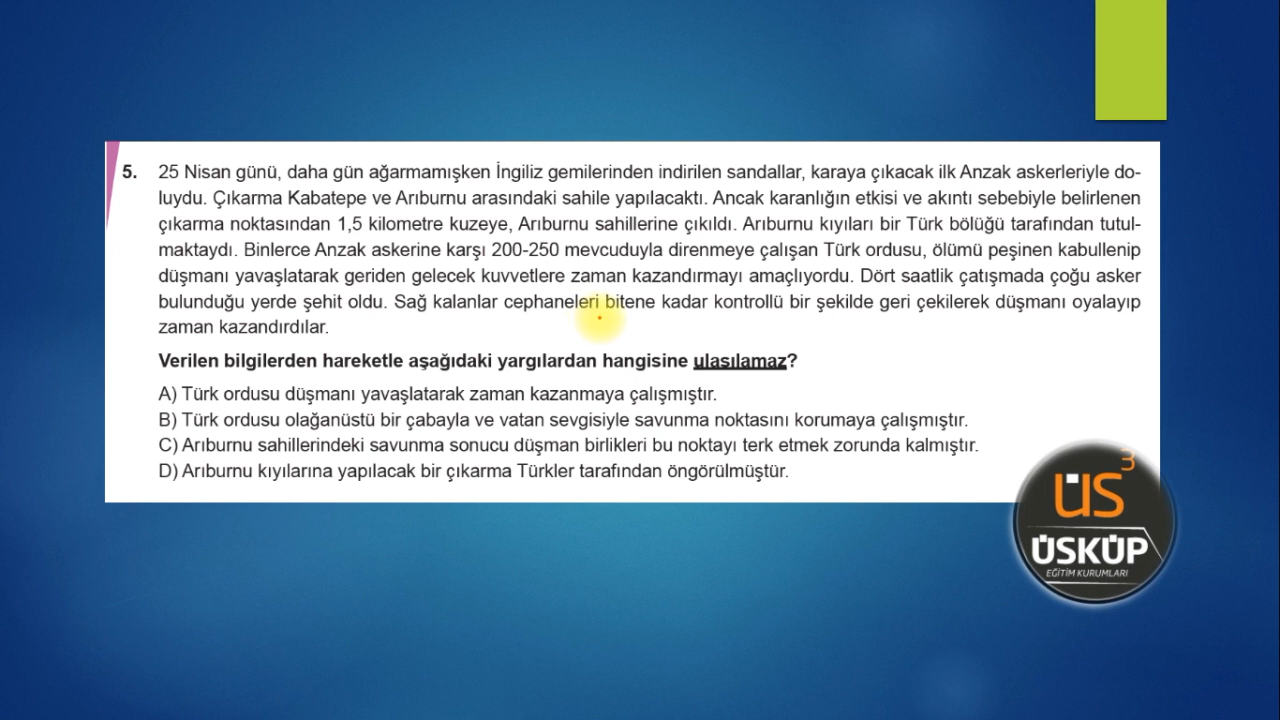 5. 25 Nisan günü, daha gün ağarmamışken İngiliz gemilerinden indirilen sandallar, karaya çıkacak ilk Anzak askerleriyle do-
luydu. Çıkarma Kabatepe ve Arıburnu arasındaki sahile yapılacaktı. Ancak karanlığın etkisi ve akıntı sebebiyle belirlenen
çıkarma noktasından 1,5 kilometre kuzeye, Arıburnu sahillerine çıkıldı. Arıburnu kıyıları bir Türk bölüğü tarafından tutul-
maktaydı. Binlerce Anzak askerine karşı 200-250 mevcuduyla direnmeye çalışan Türk ordusu, ölümü peşinen kabullenip
düşmanı yavaşlatarak geriden gelecek kuvvetlere zaman kazandırmayı amaçlıyordu. Dört saatlik çatışmada çoğu asker
bulunduğu yerde şehit oldu. Sağ kalanlar cephaneleri bitene kadar kontrollü bir şekilde geri çekilerek düşmanı oyalayıp
zaman kazandırdılar.
Verilen bilgilerden hareketle aşağıdaki yargılardan hangisine ulaşılamaz?
A) Türk ordusu düşmanı yavaşlatarak zaman kazanmaya çalışmıştır.
B) Türk ordusu olağanüstü bir çabayla ve vatan sevgisiyle savunma noktasını korumaya çalışmıştır.
C) Arıburnu sahillerindeki savunma sonucu düşman birlikleri bu noktayı terk etmek zorunda kalmıştır.
D) Arıburnu kıyılarına yapılacak bir çıkarma Türkler tarafından öngörülmüştür.
üs3
ÜSKÜP
EĞİTİM KURUMLARI